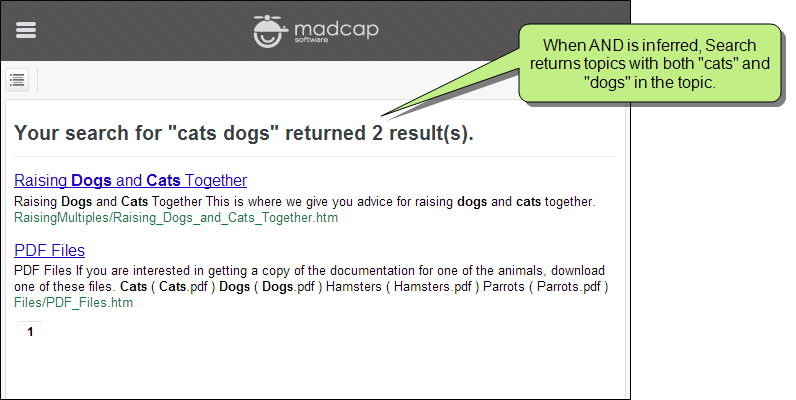 madcap
software
When AND is inferred, Search
returns topics with both "cats" and
"dogs" in the topic.
Your search for "cats dogs" returned 2 result(s).
Raising Dogs and Cats Together
Raising Dogs and Cats Together This is where we give you advice for raising dogs and cats together.
RaisingMultiples/Raising_Dogs_and_Cats_Together.htm
PDF Files
PDF Files If you are interested in getting a copy of the documentation for one of the animals, download
one of these files. Cats ( Cats.pdf ) Dogs ( Dogs.pdf ) Hamsters ( Hamsters.pdf ) Parrots ( Parrots.pdf )
Files/PDF_Files.htm
1